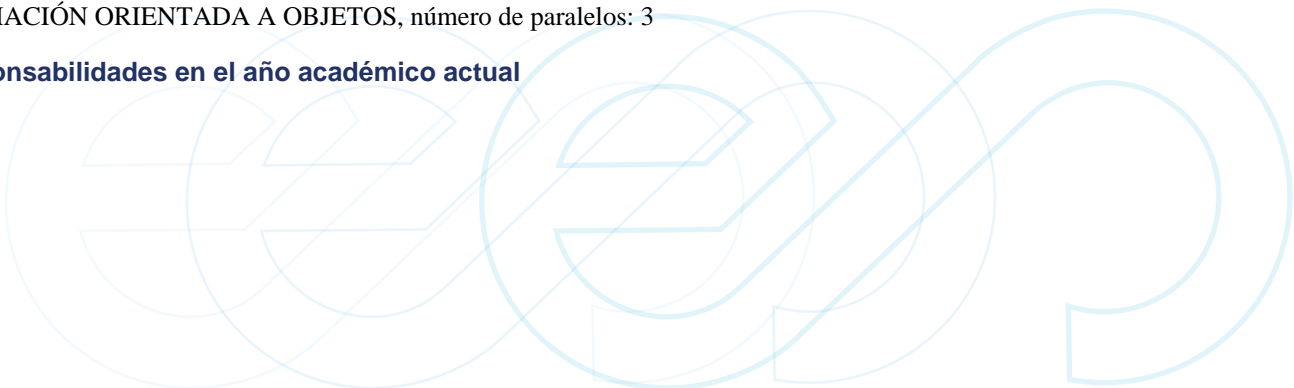 MACIÓN ORIENTADA A OBJETOS, número de paralelos: 3
onsabilidades en el año académico actual